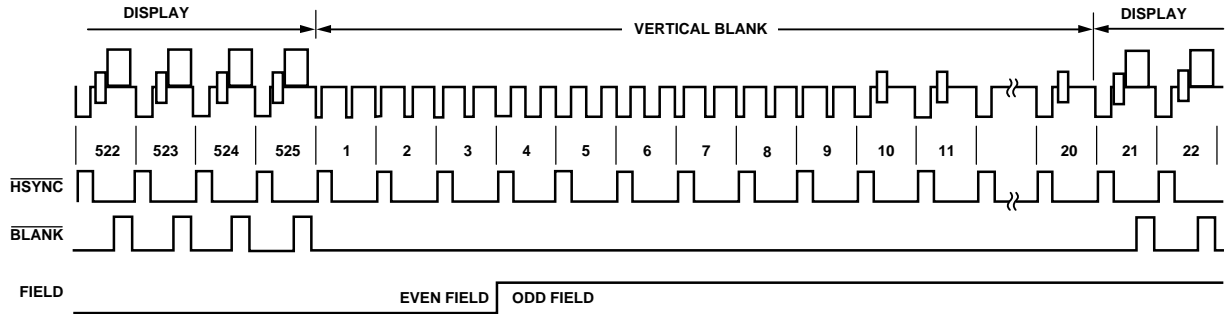 DISPLAY VERTICAL BLANK DISPLAY
522 523 524 525 1 2 3 4 5 6 7 8 9 10 11 20 21 22
HSYNC
BLANK
FIELD EVEN FIELD ODD FIELD